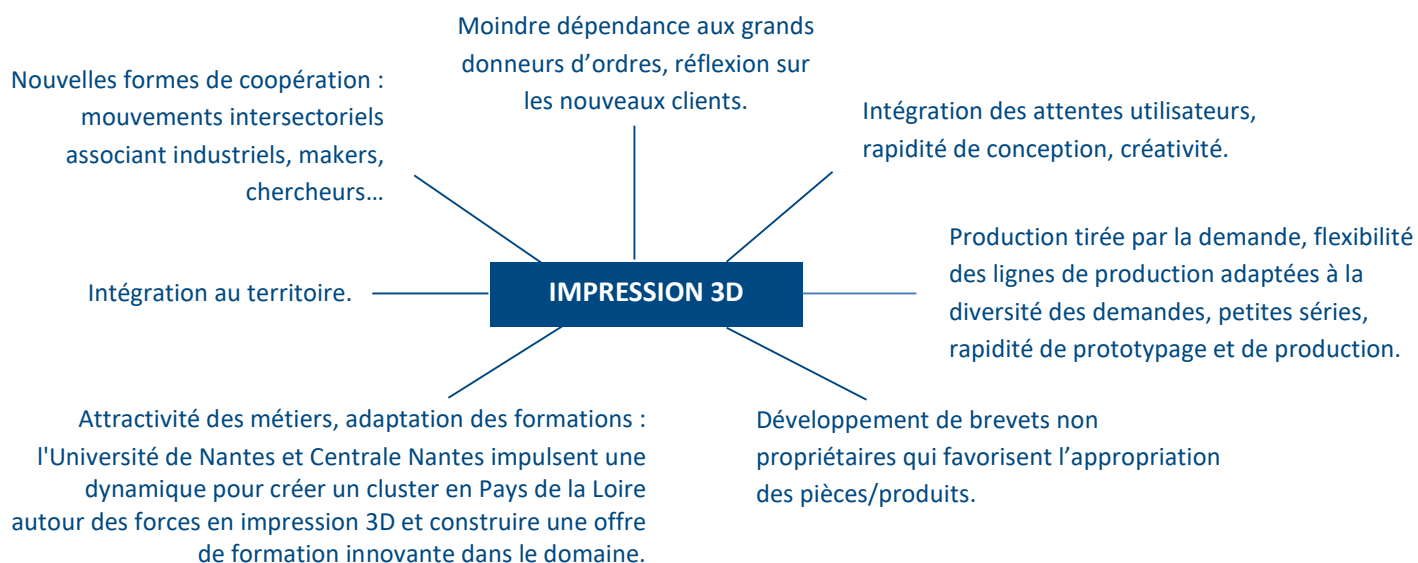 Moindre dépendance aux grands
donneurs d’ordres, réflexion sur
les nouveaux clients.
Nouvelles formes de coopération :
mouvements intersectoriels
associant industriels, makers,
chercheurs…
Intégration des attentes utilisateurs,
rapidité de conception, créativité.
Production tirée par la demande, flexibilité
des lignes de production adaptées à la
diversité des demandes, petites séries,
rapidité de prototypage et de production.
Intégration au territoire.
IMPRESSION 3D
Attractivité des métiers, adaptation des formations :
l'Université de Nantes et Centrale Nantes impulsent une
dynamique pour créer un cluster en Pays de la Loire
autour des forces en impression 3D et construire une offre
de formation innovante dans le domaine.
Développement de brevets non
propriétaires qui favorisent l’appropriation
des pièces/produits.